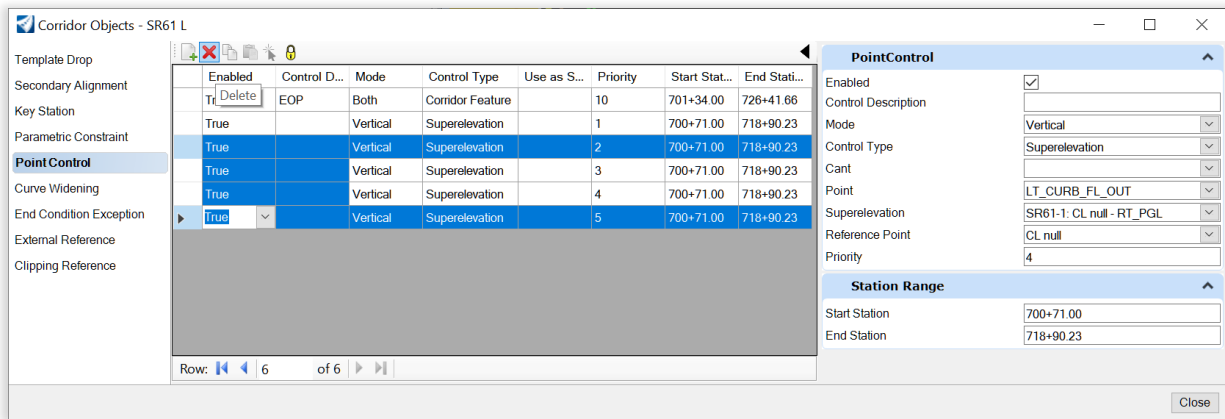 Corridor Objects - SR61 L
Template Drop
Secondary Alignment
Key Station
Parametric Constraint
Point Control
Curve Widening
End Condition Exception
External Reference
Clipping Reference
Enabled Control D... Mode Control Type Use as S... Priority Start Stat... End Stati...
Delete
EOP Both Corridor Feature 10 701+34.00 726+41.66
True Vertical Superelevation 1 700+71.00 718+90.23
True Vertical Superelevation 2 700+71.00 718+90.23
True Vertical Superelevation 3 700+71.00 718+90.23
True Vertical Superelevation 4 700+71.00 718+90.23
True Vertical Superelevation 5 700+71.00 718+90.23
Row: 6 of 6
PointControl
Enabled
Control Description
Mode Vertical
Control Type Superelevation
Cant
Point LT_CURB_FL_OUT
Superelevation SR61-1: CL null - RT_PGL
Reference Point CL null
Priority 4
Station Range
Start Station 700+71.00
End Station 718+90.23
Close